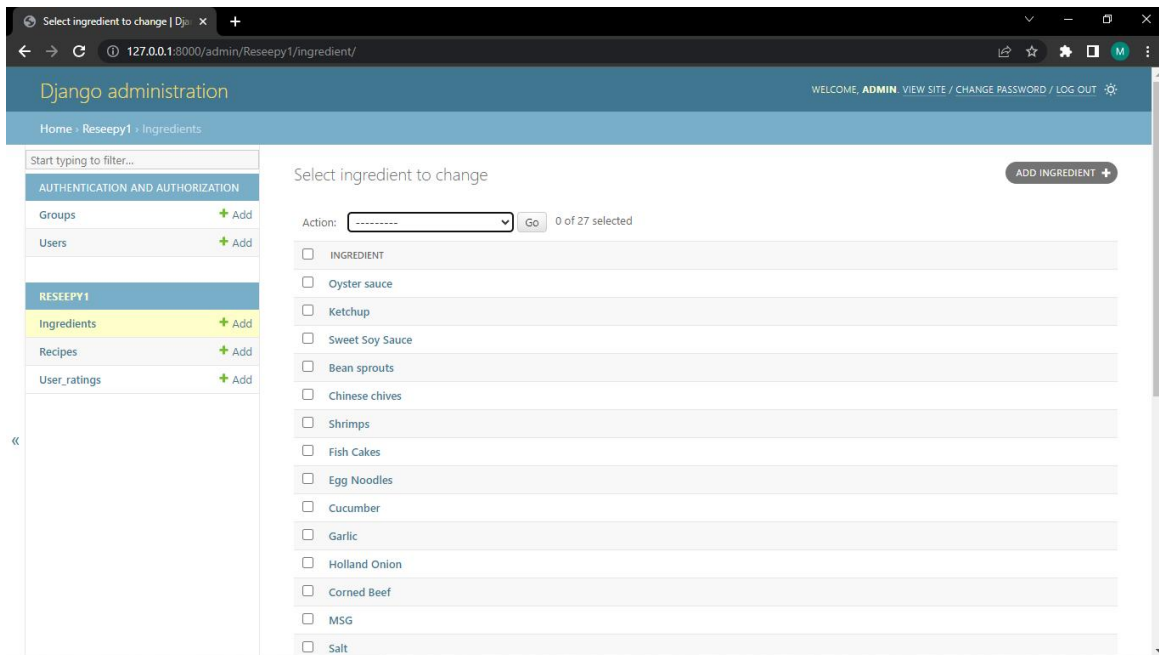 Select ingredient to change | Dja
127.0.0.1:8000/admin/Reseepy1/ingredient/
M
Django administration
WELCOME, ADMIN. VIEW SITE / CHANGE PASSWORD / LOG OUT
Home › Reseepy1 › Ingredients
Start typing to filter...
AUTHENTICATION AND AUTHORIZATION
Groups + Add
Users + Add
RESEEPY1
Ingredients + Add
Recipes + Add
User_ratings + Add
«
Select ingredient to change
ADD INGREDIENT +
Action: --------- Go 0 of 27 selected
INGREDIENT
Oyster sauce
Ketchup
Sweet Soy Sauce
Bean sprouts
Chinese chives
Shrimps
Fish Cakes
Egg Noodles
Cucumber
Garlic
Holland Onion
Corned Beef
MSG
Salt